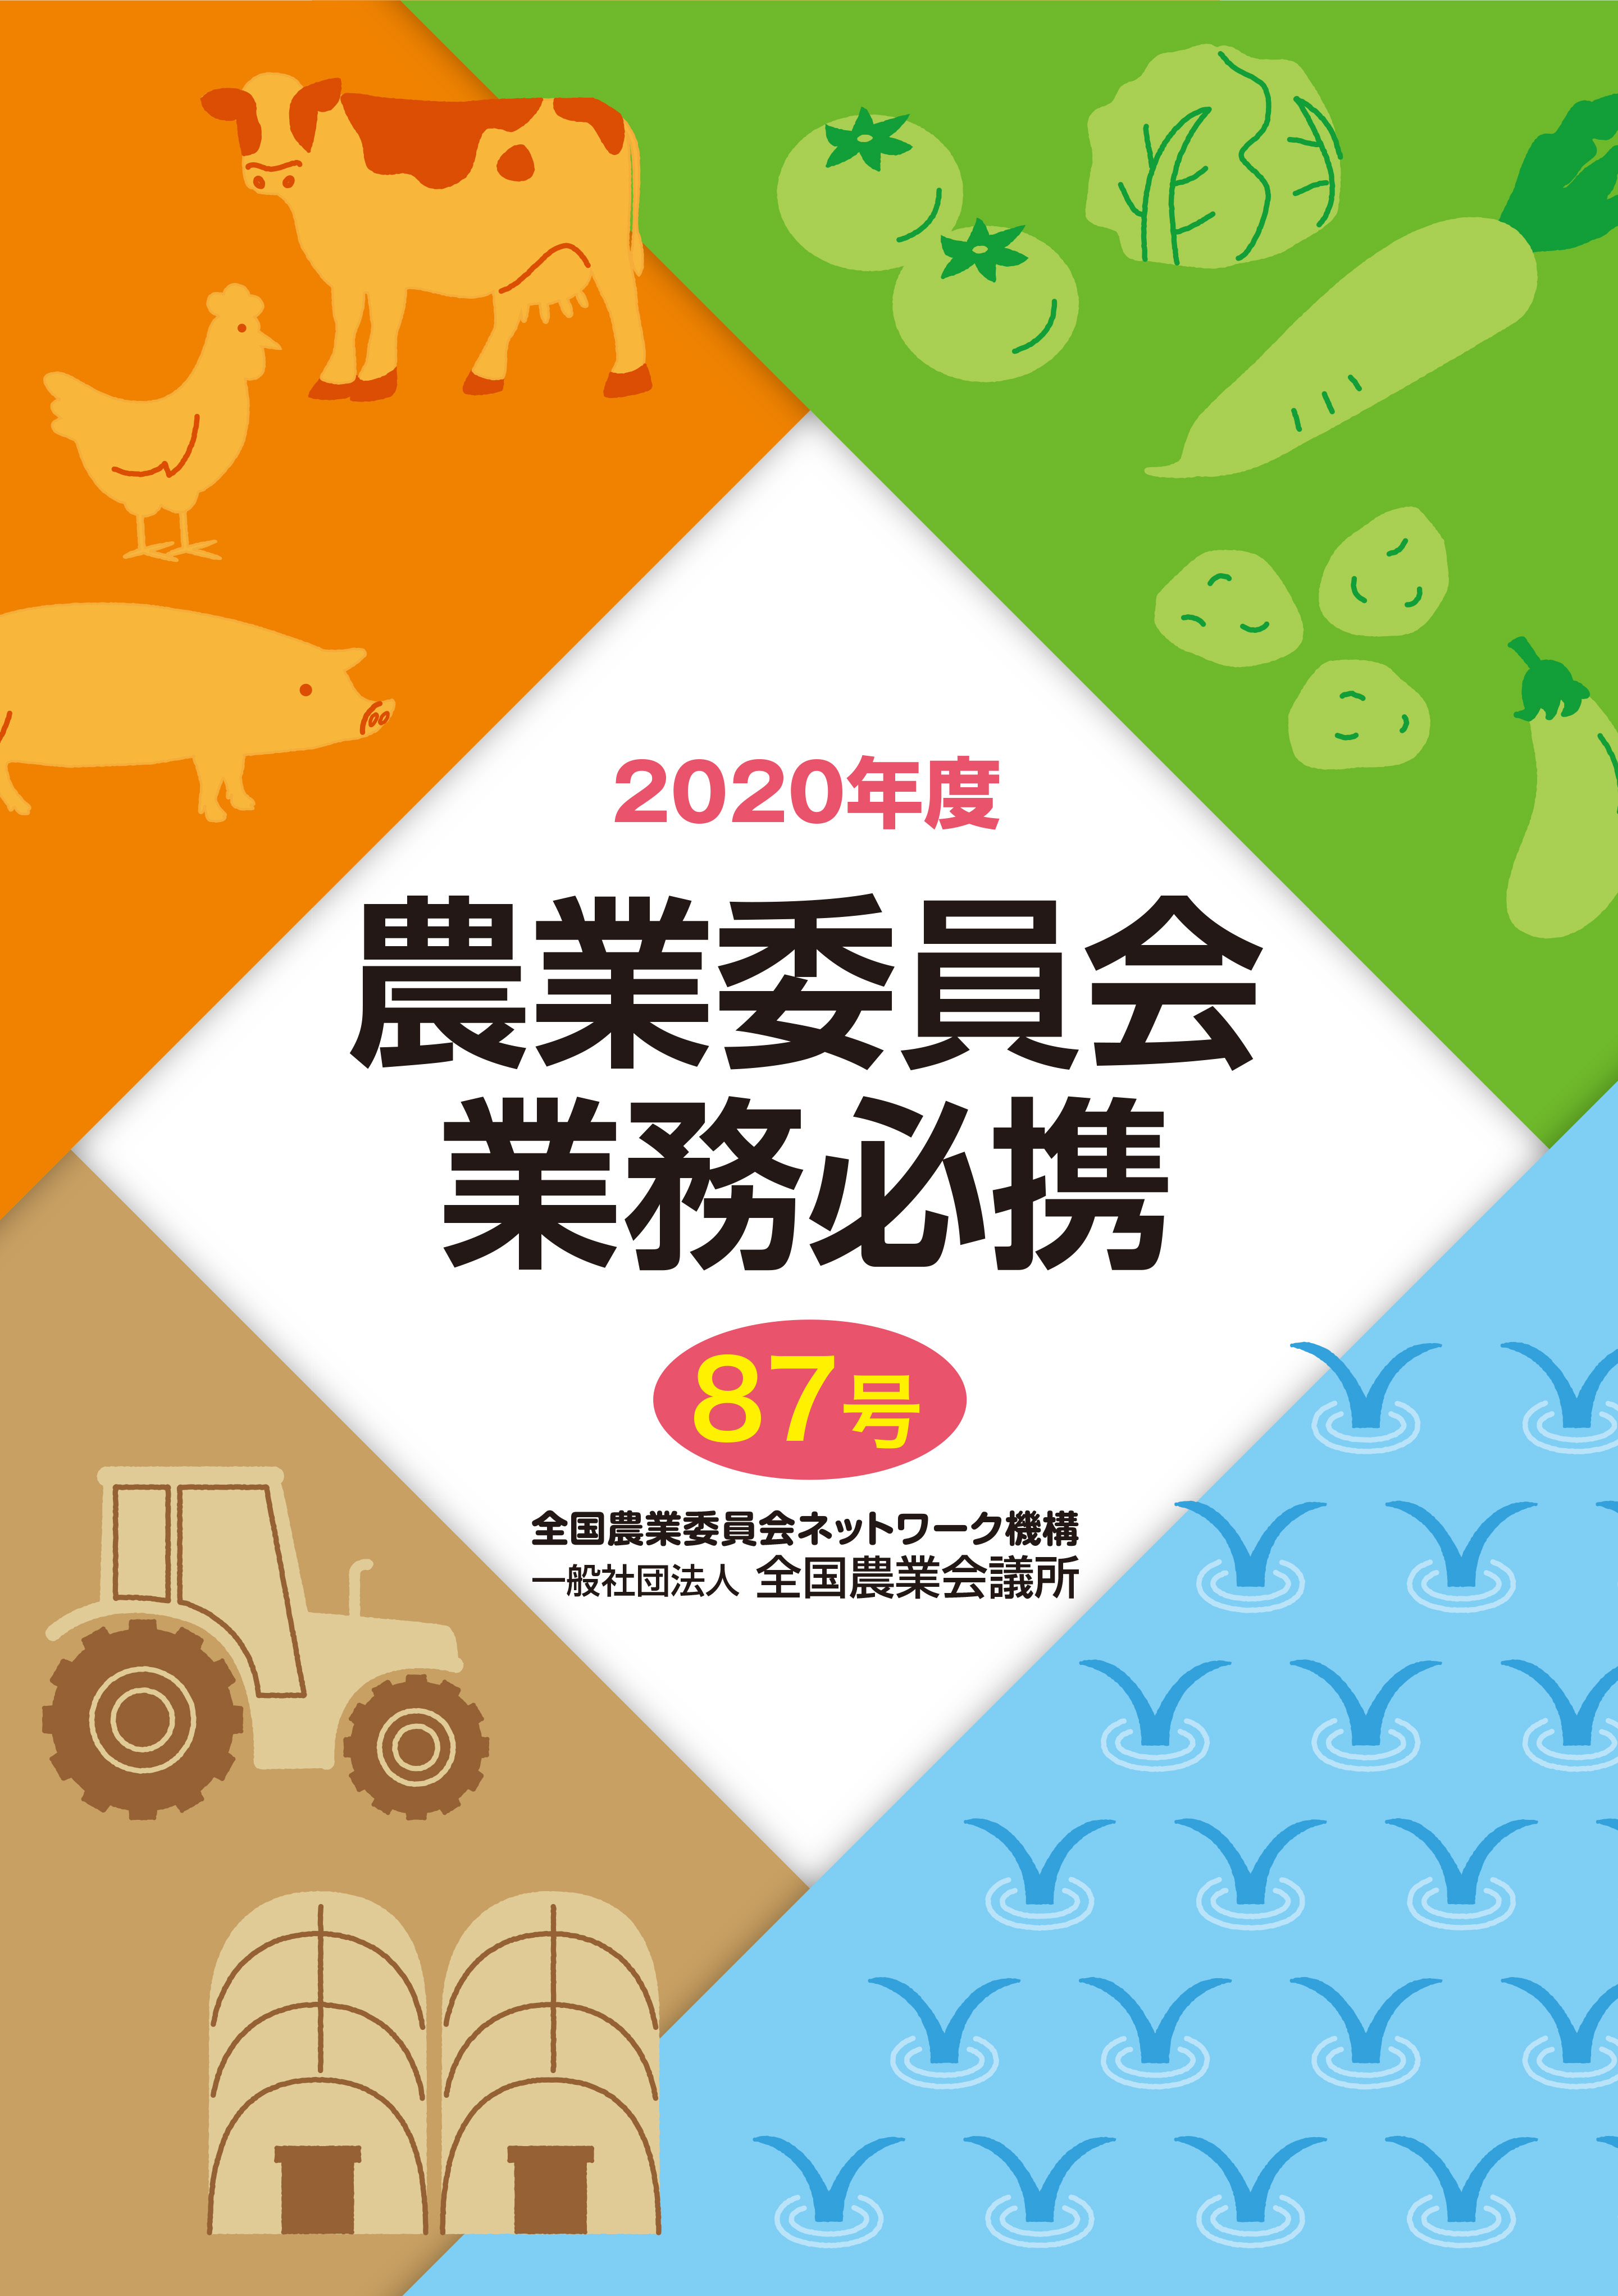 2020年度
農業委員会
業務必携
87号
全国農業委員会ネットワーク機構
一般社団法人 全国農業会議所